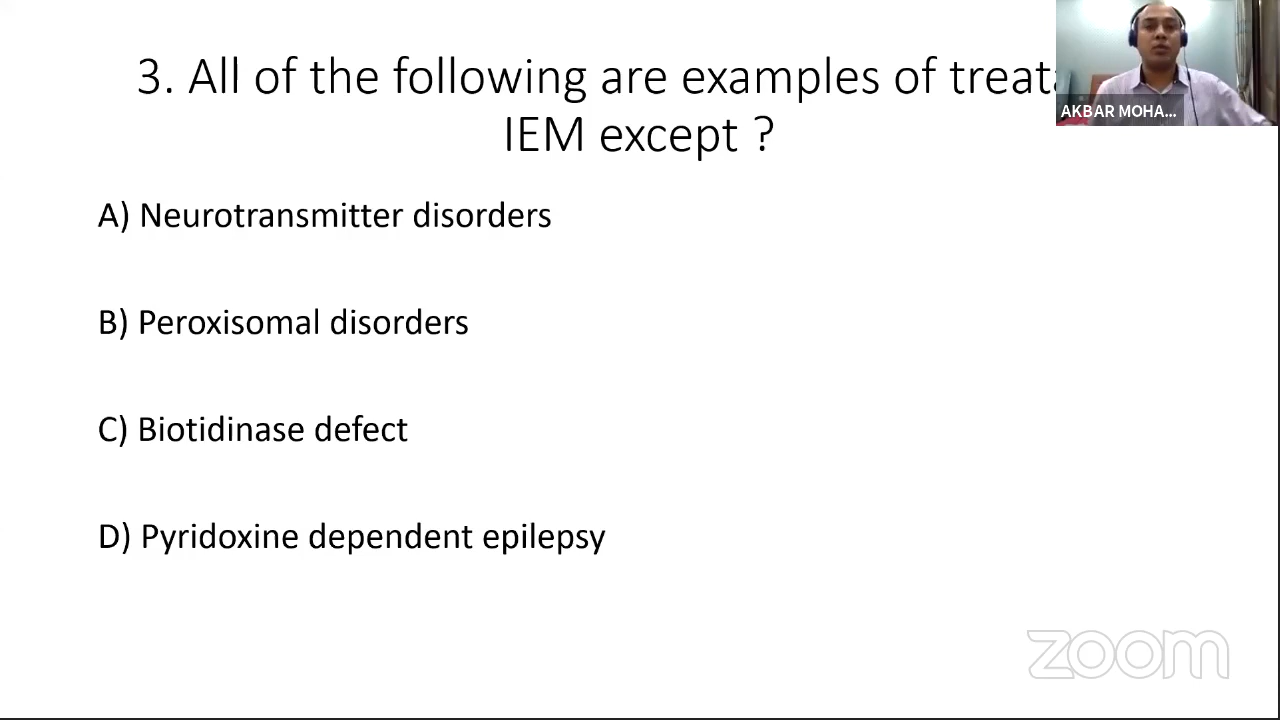 3. All of the following are examples of
IEM except ?
A) Neurotransmitter disorders
B) Peroxisomal disorders
C) Biotidinase defect
D) Pyridoxine dependent epilepsy
AKBAR MOHA...
zoom